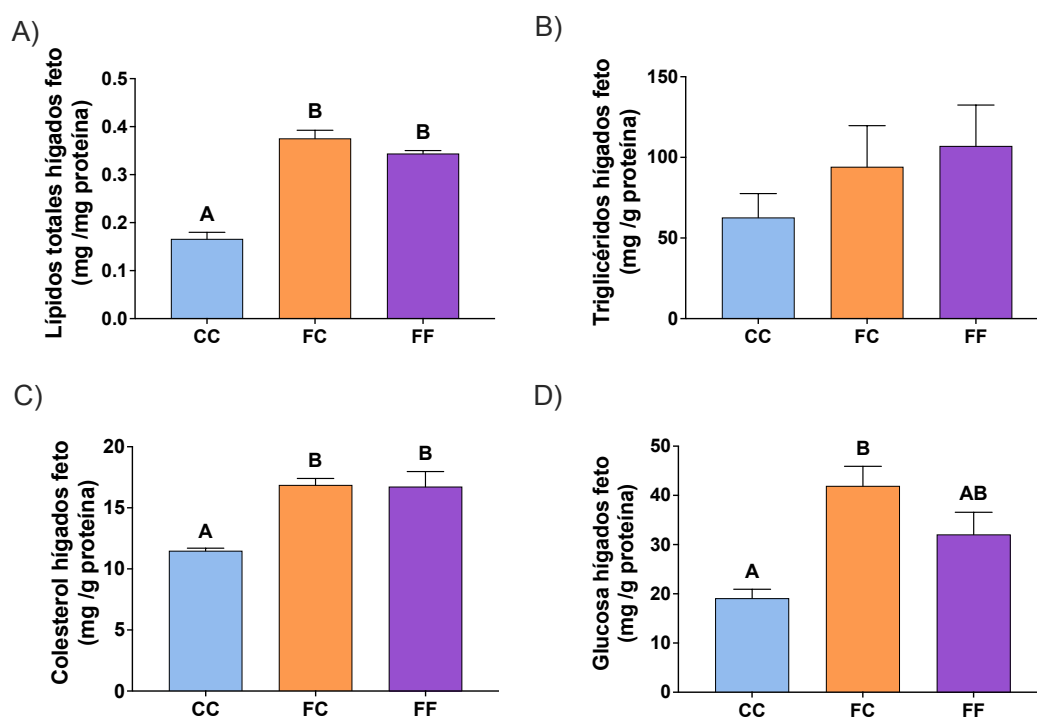 A)
Lípidos totales hígados feto
(mg /mg proteína)
0.5
0.4
0.3
0.2
0.1
0.0
A
B
B
CC
FC
FF
B)
Triglicéridos hígados feto
(mg /g proteína)
150
100
50
0
CC
FC
FF
C)
Colesterol hígados feto
(mg /g proteína)
20
15
10
5
0
A
B
B
CC
FC
FF
D)
Glucosa hígados feto
(mg /g proteína)
50
40
30
20
10
0
A
B
AB
CC
FC
FF